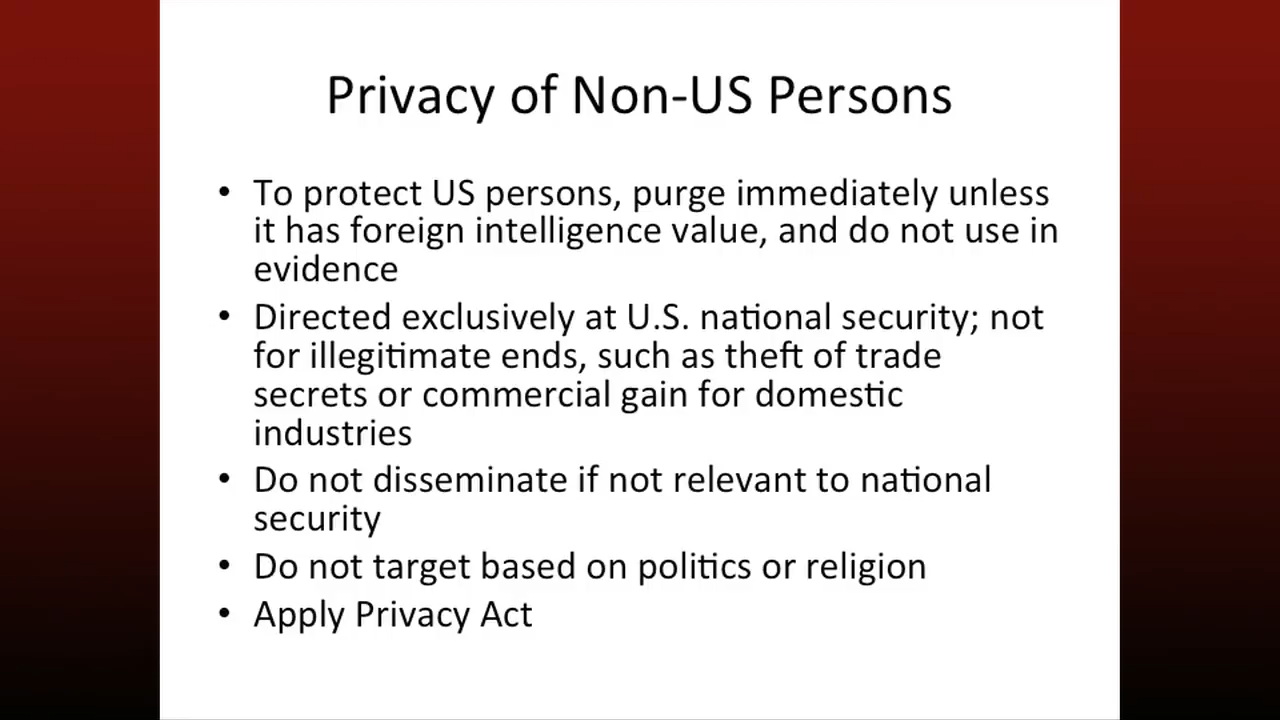 Privacy of Non-US Persons
• To protect US persons, purge immediately unless
it has foreign intelligence value, and do not use in
evidence
• Directed exclusively at U.S. national security; not
for illegitimate ends, such as theft of trade
secrets or commercial gain for domestic
industries
• Do not disseminate if not relevant to national
security
• Do not target based on politics or religion
• Apply Privacy Act